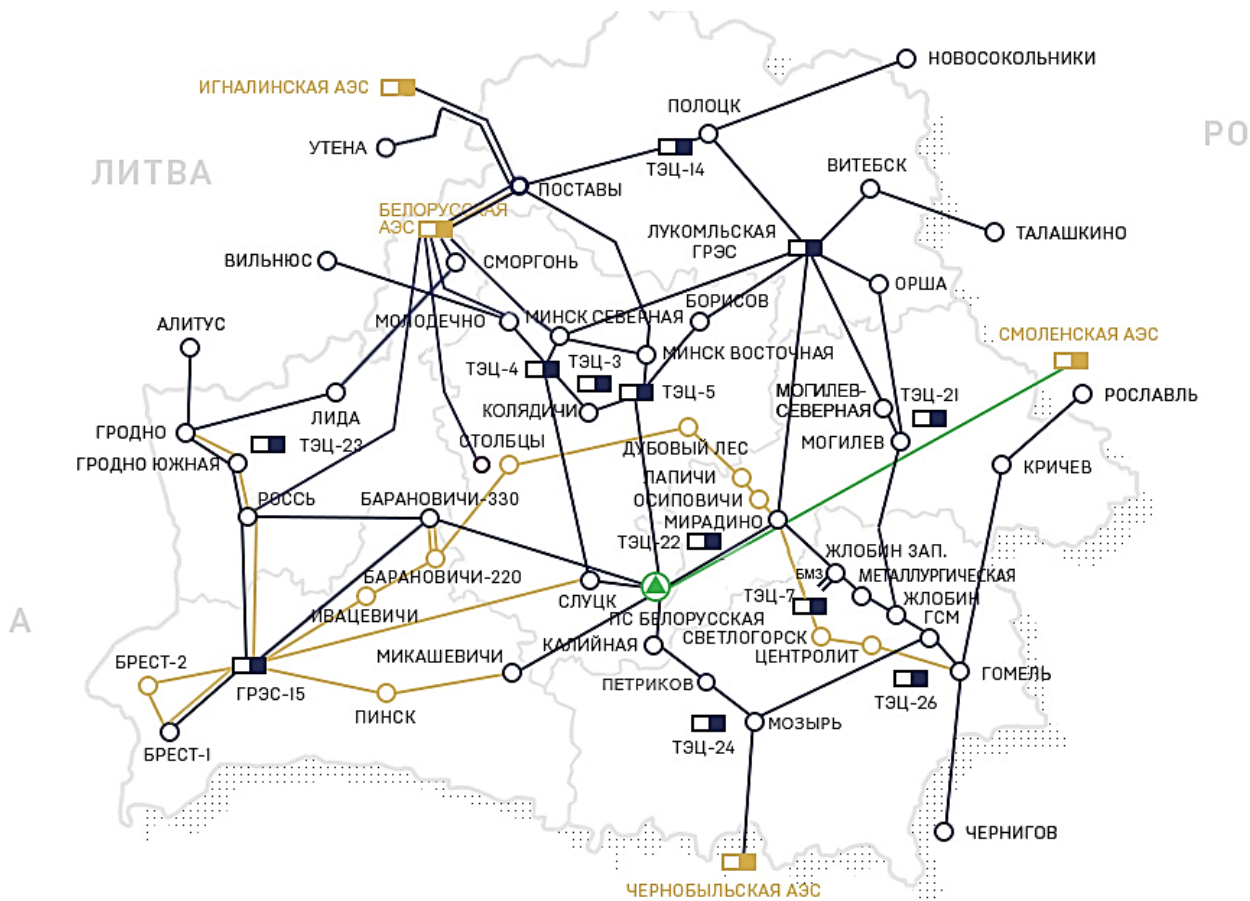 НОВОСОКОЛЬНИКИ
ИГНАЛИНСКАЯ АЭС
ПОЛОЦК
РО
УТЕНА
ТЭЦ-14
ВИТЕБСК
ЛИТВА
ПОСТАВЫ
БЕЛОРУССКАЯ
АЭС
ЛУКОМЛЬСКАЯ
ГРЭС
ТАЛАШКИНО
ВИЛЬНЮС
СМОРГОНЬ
ОРША
БОРИСОВ
АЛИТУС
МОЛОДЕЧНО
МИНСК СЕВЕРНАЯ
СМОЛЕНСКАЯ АЭС
МИНСК ВОСТОЧНАЯ
ТЭЦ-3
ТЭЦ-4
ТЭЦ-5
МОГИЛЕВ-
СЕВЕРНАЯ
ТЭЦ-21
РОСЛАВЛЬ
ЛИДА
КОЛЯДИЧИ
ГРОДНО
ТЭЦ-23
СТОЛБЦЫ
ДУБОВЫЙ ЛЕС
МОГИЛЕВ
ГРОДНО ЮЖНАЯ
КРИЧЕВ
ЛАПИЧИ
РОССЬ
БАРАНОВИЧИ-330
ОСИПОВИЧИ
МИРАДИНО
ТЭЦ-22
ЖЛОБИН ЗАП.
БАРАНОВИЧИ-220
БМЗ
МЕТАЛЛУРГИЧЕСКАЯ
ИВАЦЕВИЧИ
СЛУЦК
ТЭЦ-7
ЖЛОБИН
А
ПС БЕЛОРУССКАЯ
ГСМ
КАЛИЙНАЯ
СВЕТЛОГОРСК
ЦЕНТРОЛИТ
БРЕСТ-2
МИКАШЕВИЧИ
ГОМЕЛЬ
ПЕТРИКОВ
ГРЭС-15
ТЭЦ-26
ПИНСК
МОЗЫРЬ
ТЭЦ-24
БРЕСТ-1
ЧЕРНИГОВ
ЧЕРНОБЫЛЬСКАЯ АЭС